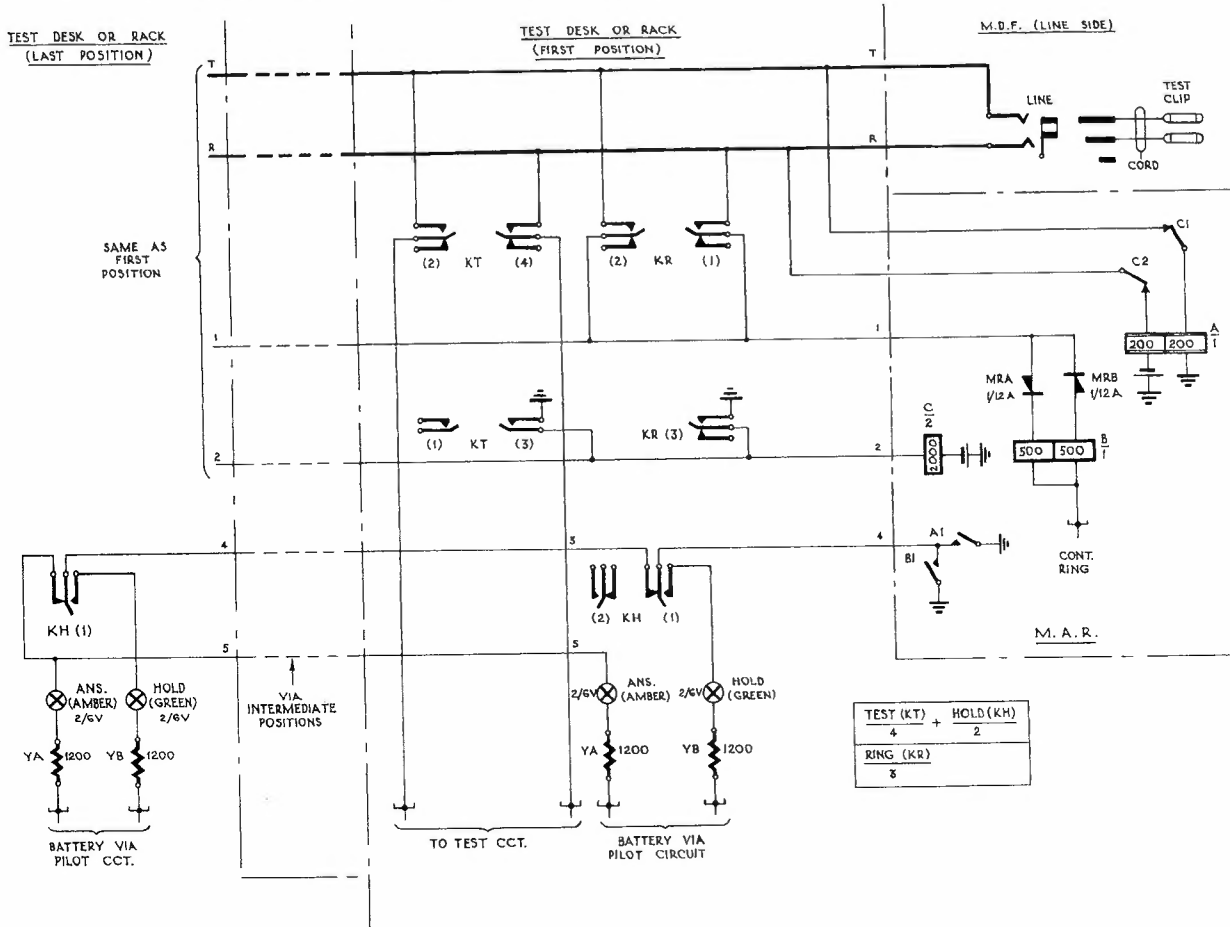 TEST DESK OR RACK
(LAST POSITION)
TEST DESK OR RACK
(FIRST POSITION)
M.D.F. (LINE SIDE)
T
T
LINE
TEST
CLIP
R
R
CORD
SAME AS
FIRST
POSITION
(2) KT (4)
(2) KR (1)
C1
C2
1
1
A
1
200 200
MRA
1/12A
MRB
1/12A
(1) KT (3)
KR (3)
C
2
2000
B
1
500 500
2
2
4
3
4
A1
B1
CONT.
RING
KH (1)
(2) KH (1)
M.A.R.
5
5
ANS.
(AMBER)
2/6V
HOLD
(GREEN)
2/6V
VIA
INTERMEDIATE
POSITIONS
2/6V
ANS.
(AMBER)
2/6V
HOLD
(GREEN)
YA 1200
YB 1200
YA 1200
YB 1200
TEST (KT) + HOLD (KH)
4 2
RING (KR)
BATTERY VIA
PILOT CCT.
TO TEST CCT.
BATTERY VIA
PILOT CIRCUIT